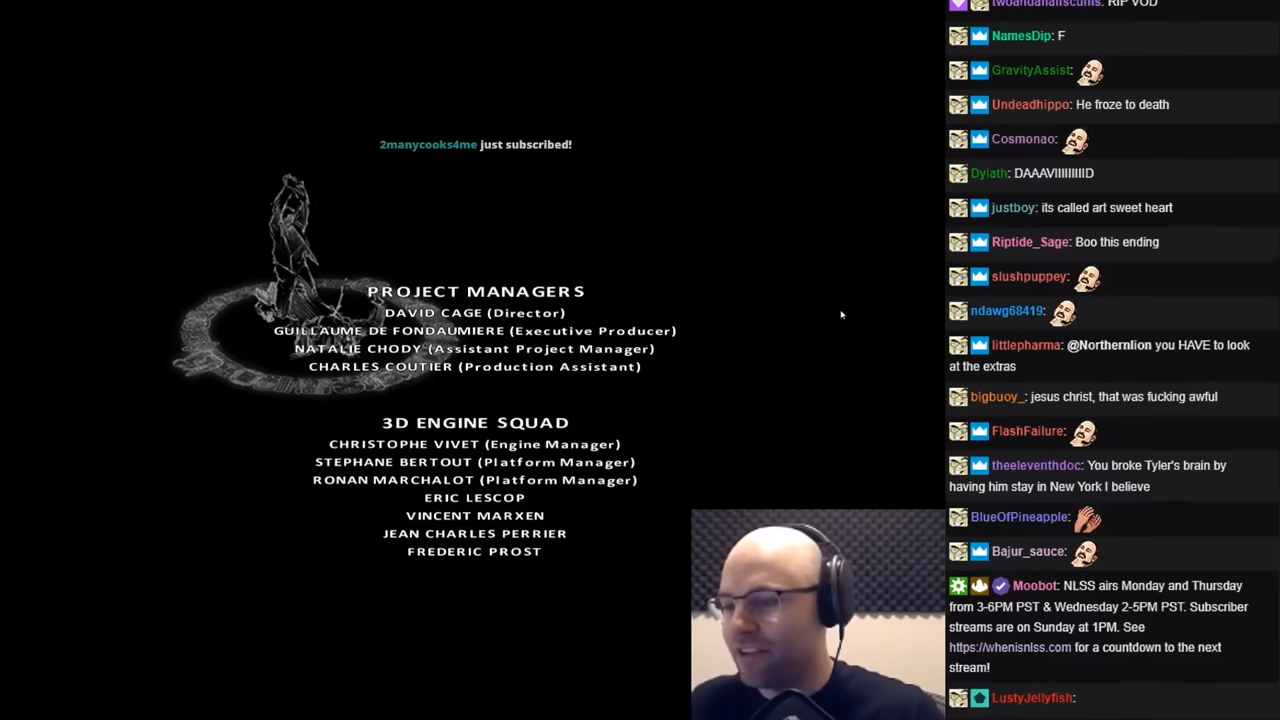 2manycooks4me just subscribed!
PROJECT MANAGERS
DAVID CAGE (Director)
GUILLAUME DE FONDAUMIERE (Executive Producer)
NATALIE CHODY (Assistant Project Manager)
CHARLES COUTIER (Production Assistant)
3D ENGINE SQUAD
CHRISTOPHE VIVET (Engine Manager)
STEPHANE BERTOUT (Platform Manager)
RONAN MARCHALOT (Platform Manager)
ERIC LESCOP
VINCENT MARXEN
JEAN CHARLES PERRIER
FREDERIC PROST
twoandahalfscums: RIP VOD
NamesDip: F
GravityAssist:
Undeadhippo: He froze to death
Cosmonao:
Dylath: DAAAVIIIIIIIIID
justboy: its called art sweet heart
Riptide_Sage: Boo this ending
slushpuppey:
ndawg68419:
littlepharma: @Northernlion you HAVE to look
at the extras
bigbuoy_: jesus christ, that was fucking awful
FlashFailure:
theeleventhdoc: You broke Tyler's brain by
having him stay in New York I believe
BlueOfPineapple:
Bajur_sauce:
Moobot: NLSS airs Monday and Thursday
from 3-6PM PST & Wednesday 2-5PM PST. Subscriber
streams are on Sunday at 1PM. See
https://whenisnlss.com for a countdown to the next
stream!
LustyJellyfish: